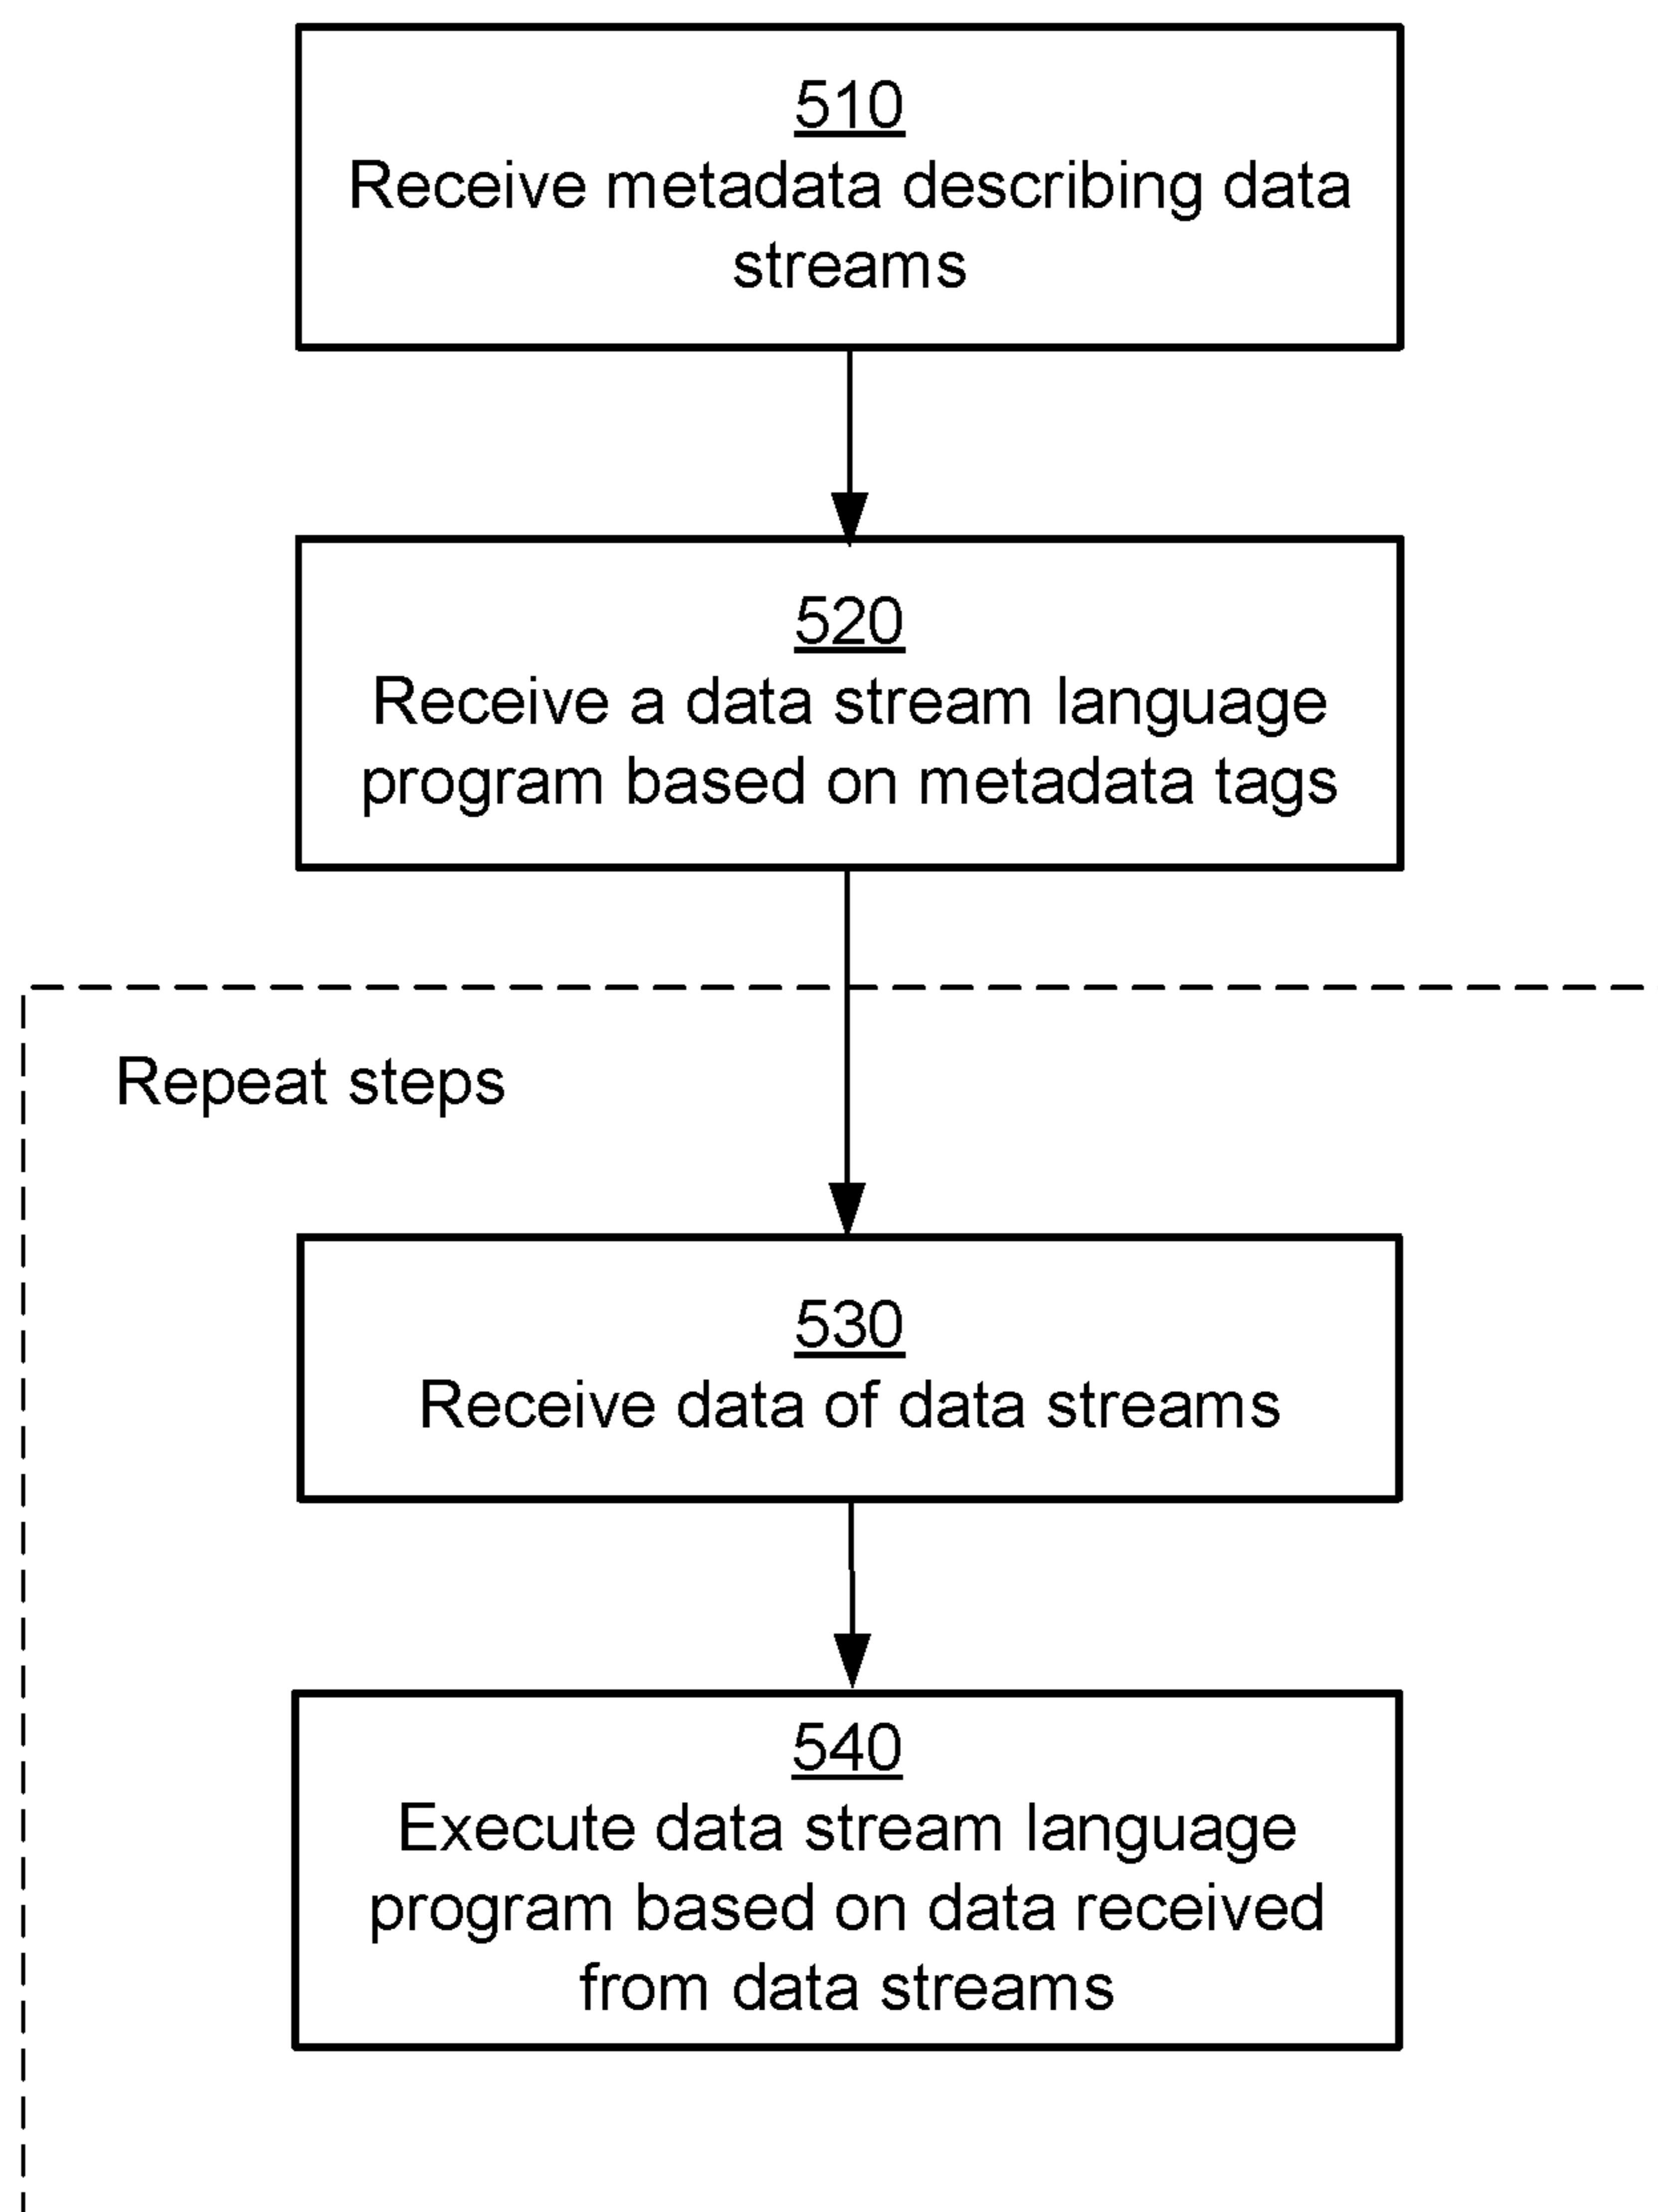 510
Receive metadata describing data
streams
520
Receive a data stream language
program based on metadata tags
Repeat steps
530
Receive data of data streams
540
Execute data stream language
program based on data received
from data streams